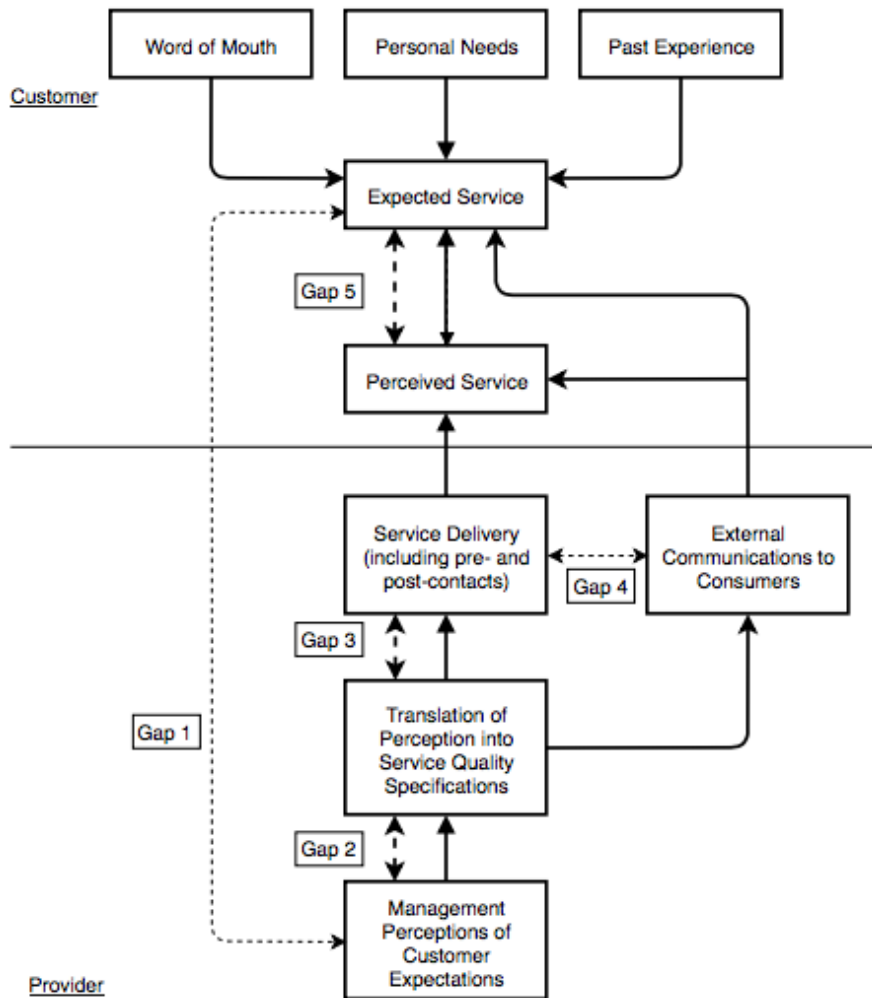 Word of Mouth
Personal Needs
Past Experience
Customer
Expected Service
Gap 5
Perceived Service
Service Delivery
(including pre- and
post-contacts)
External
Communications to
Consumers
Gap 4
Gap 3
Translation of
Perception into
Service Quality
Specifications
Gap 1
Gap 2
Management
Perceptions of
Customer
Expectations
Provider